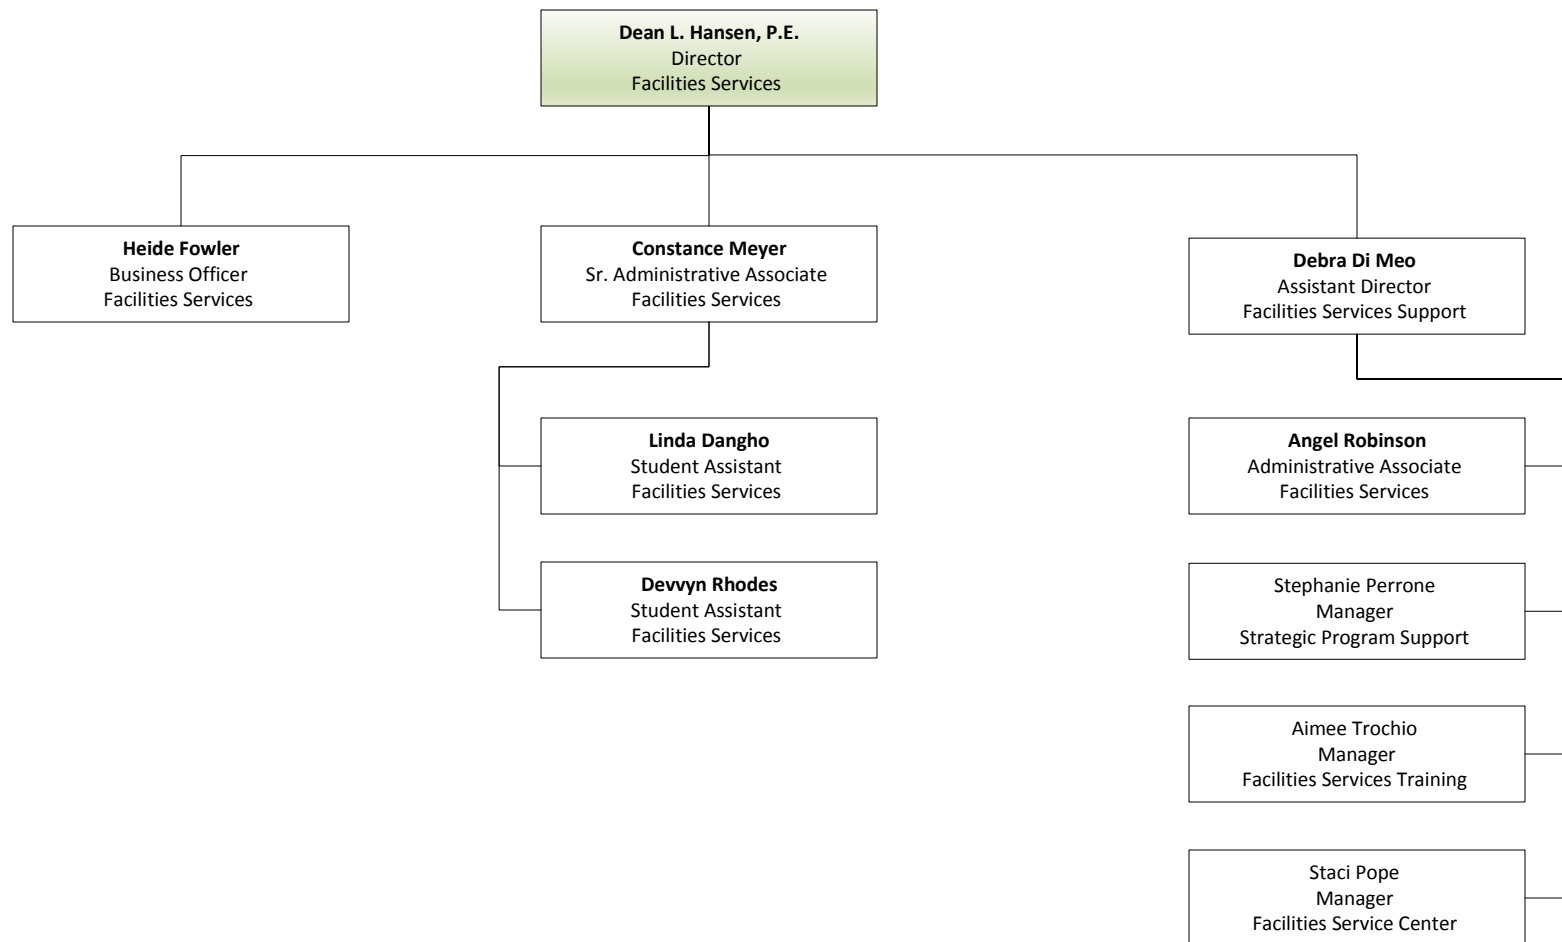 Dean L. Hansen, P.E.
Director
Facilities Services
Heide Fowler
Business Officer
Facilities Services
Constance Meyer
Sr. Administrative Associate
Facilities Services
Debra Di Meo
Assistant Director
Facilities Services Support
Linda Dangho
Student Assistant
Facilities Services
Devvyn Rhodes
Student Assistant
Facilities Services
Angel Robinson
Administrative Associate
Facilities Services
Stephanie Perrone
Manager
Strategic Program Support
Aimee Trochio
Manager
Facilities Services Training
Staci Pope
Manager
Facilities Service Center